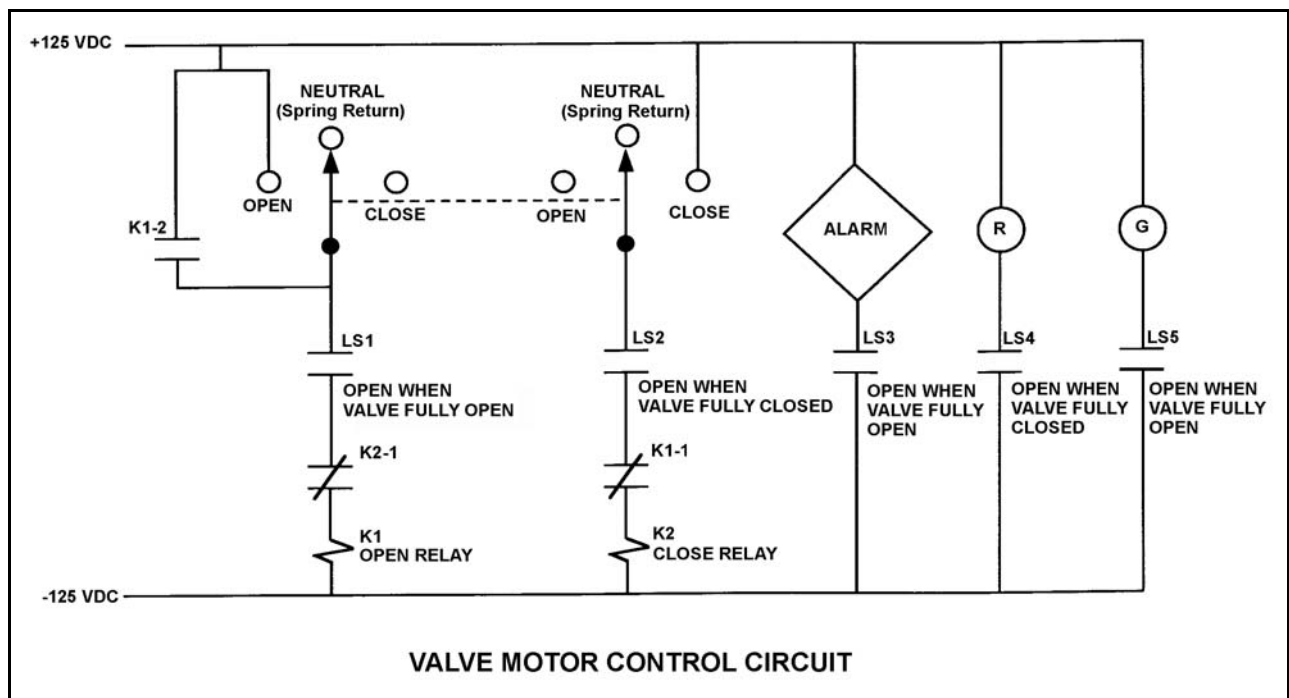 +125 VDC
NEUTRAL
(Spring Return)
NEUTRAL
(Spring Return)
OPEN
CLOSE
OPEN
CLOSE
K1-2
ALARM
R
G
LS1
OPEN WHEN
VALVE FULLY OPEN
LS2
OPEN WHEN
VALVE FULLY CLOSED
LS3
OPEN WHEN
VALVE FULLY
OPEN
LS4
OPEN WHEN
VALVE FULLY
CLOSED
LS5
OPEN WHEN
VALVE FULLY
OPEN
K2-1
K1-1
K1
OPEN RELAY
K2
CLOSE RELAY
-125 VDC
VALVE MOTOR CONTROL CIRCUIT